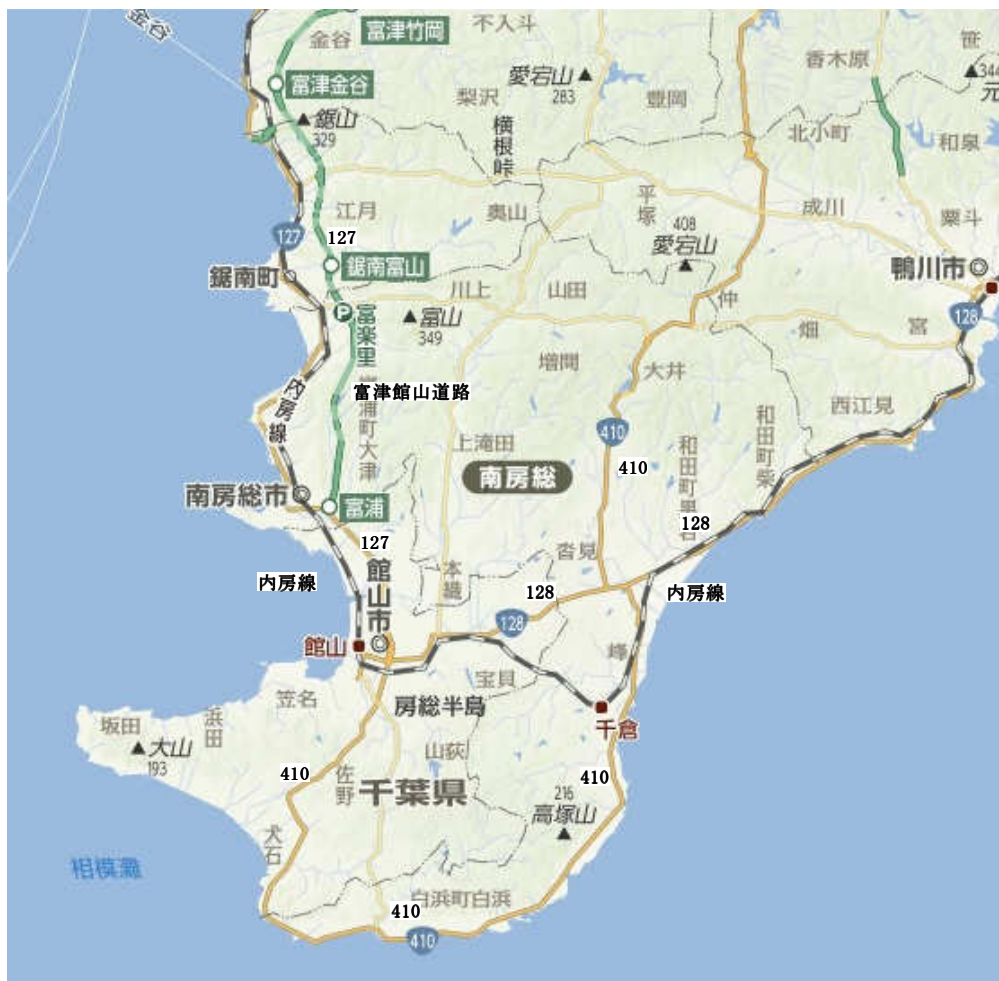 金谷
金谷
富津竹岡
不入斗
笹
香木原
344
元
富津金谷
愛宕山
283
梨沢
豊岡
鋸山
329
横根峠
北小町
和泉
江月
奥山
平塚
成川
粟斗
127
127
408
愛宕山
鋸南富山
鋸南町
鴨川市
川上
山田
仲
P
富楽里
富山
349
畑
宮
128
増間
大井
内房線
富津館山道路
浦町大津
西江見
和田町柴
410
上滝田
410
南房総
和田町黒岩
南房総市
富浦
128
127
沓見
館山市
本織
内房線
128
内房線
128
館山
峰
宝貝
房総半島
笠名
浜田
坂田
大山
193
千倉
山荻
410
佐野
千葉県
410
216
高塚山
犬石
相模灘
白浜町白浜
410
410